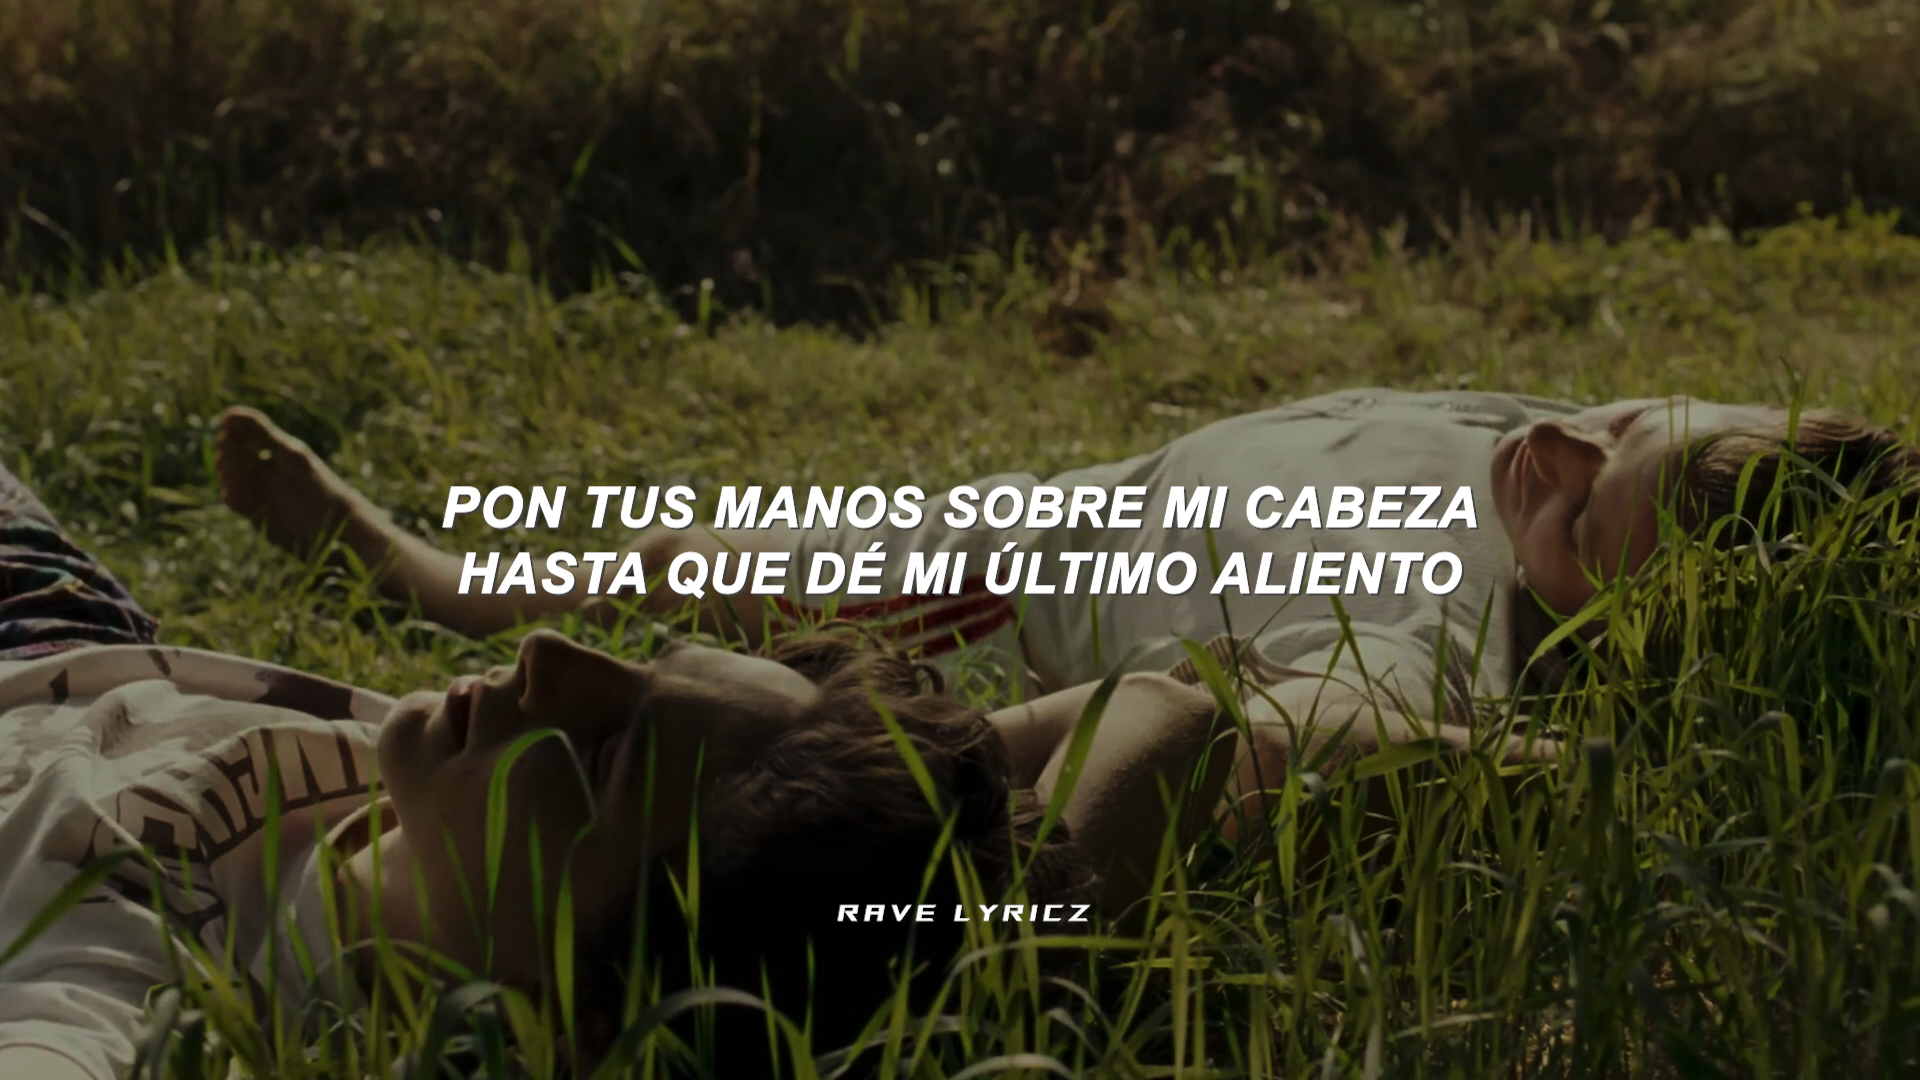 PON TUS MANOS SOBRE MI CABEZA
HASTA QUE DÉ MI ÚLTIMO ALIENTO
RAVE LYRICZ